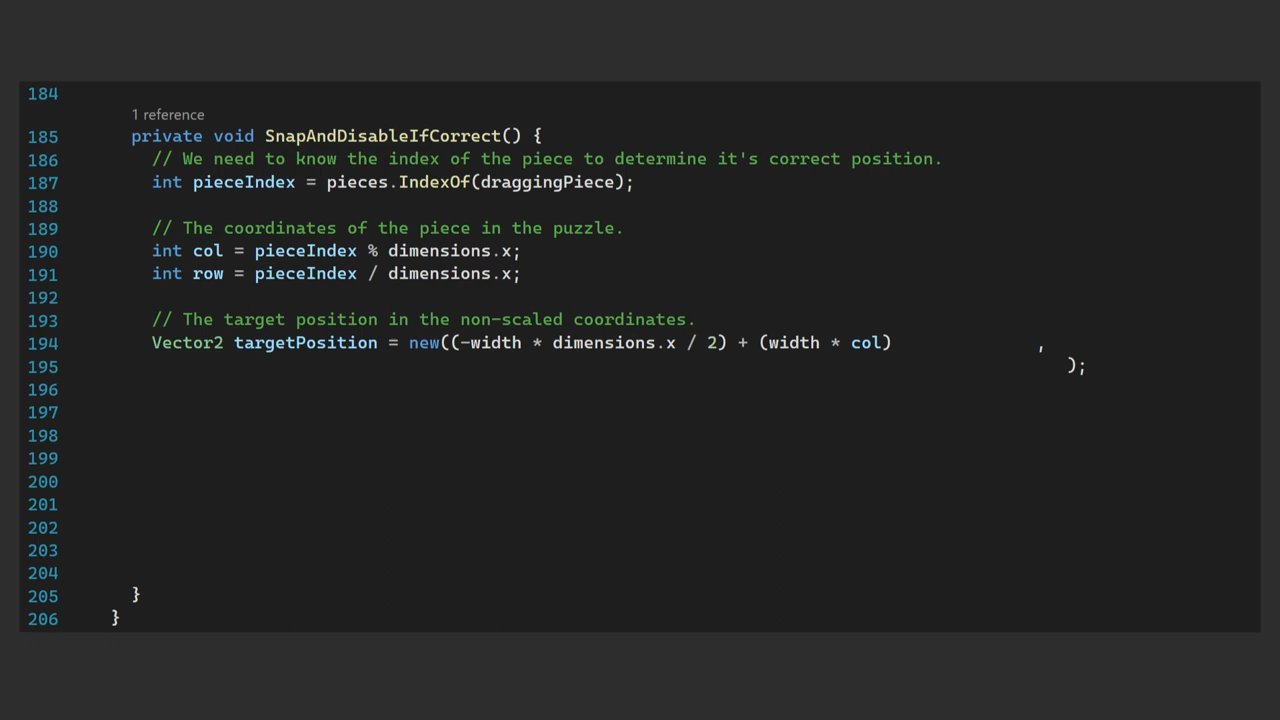 184
1 reference
185 private void SnapAndDisableIfCorrect() {
186 // We need to know the index of the piece to determine it's correct position.
187 int pieceIndex = pieces.IndexOf(draggingPiece);
188
189 // The coordinates of the piece in the puzzle.
190 int col = pieceIndex % dimensions.x;
191 int row = pieceIndex / dimensions.x;
192
193 // The target position in the non-scaled coordinates.
194 Vector2 targetPosition = new((-width * dimensions.x / 2) + (width * col) ,
195 );
196
197
198
199
200
201
202
203
204
205 }
206 }